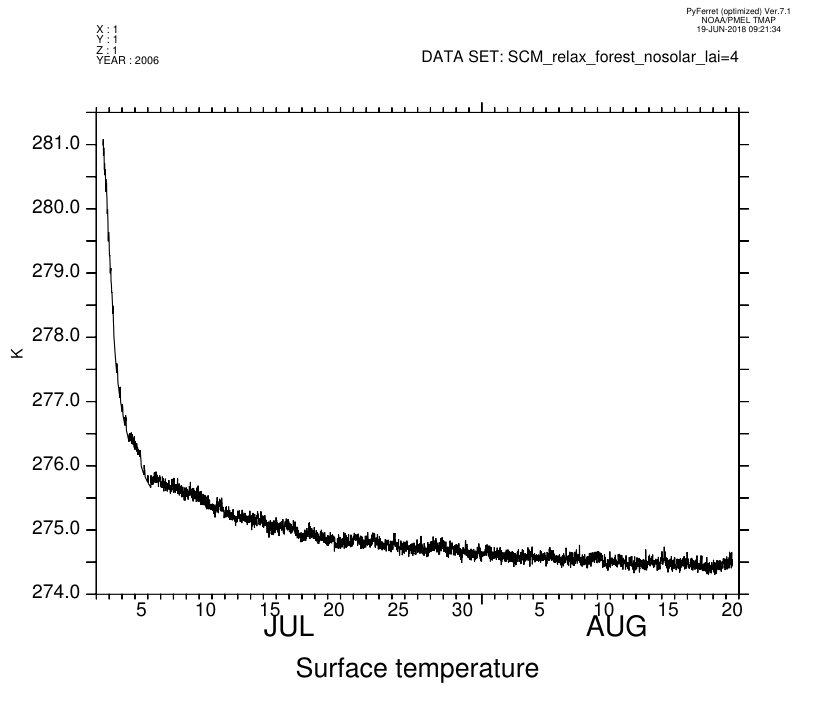 PyFerret (optimized) Ver.7.1
NOAA/PMEL TMAP
19-JUN-2018 09:21:34
X : 1
Y : 1
Z : 1
YEAR : 2006
DATA SET: SCM_relax_forest_nosolar_lai=4
281.0
280.0
279.0
278.0
277.0
276.0
275.0
274.0
K
5 10 15 20 25 30 5 10 15 20
JUL AUG
Surface temperature